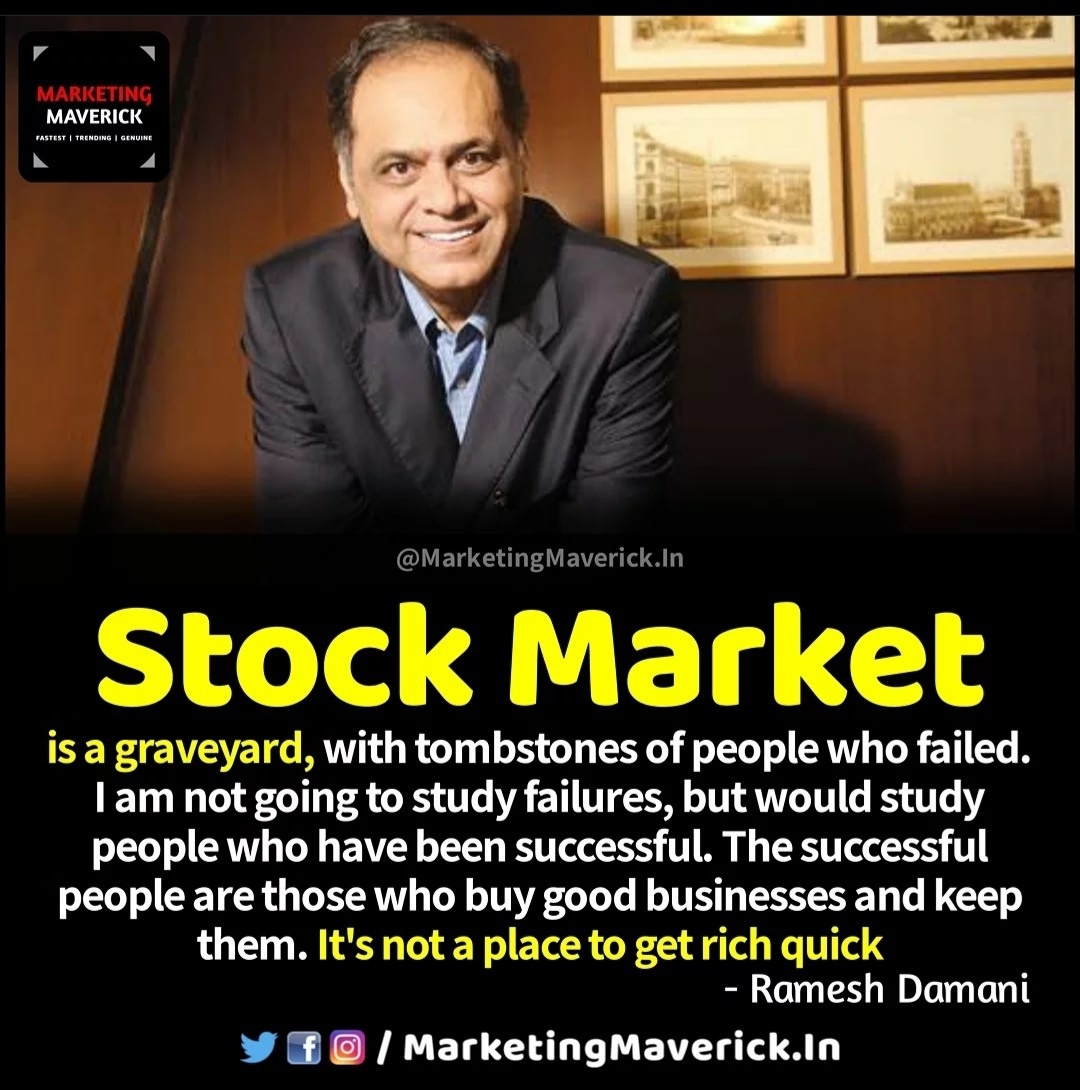 MARKETING
MAVERICK
FASTEST | TRENDING | GENUINE
@MarketingMaverick.In
Stock Market
is a graveyard, with tombstones of people who failed.
I am not going to study failures, but would study
people who have been successful. The successful
people are those who buy good businesses and keep
them. It's not a place to get rich quick
- Ramesh Damani
/ MarketingMaverick.In